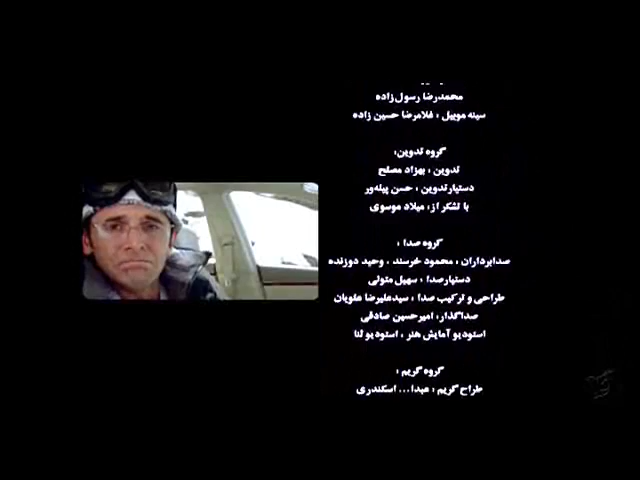 محمدرضا رسول زاده
سینه موبیل : غلامرضا حسین زاده
گروه تدوین:
تدوین : بهزاد مصلح
دستیارتدوین : حسن پیله‌ور
با تشکر از: میلاد موسوی
گروه صدا :
صدابرداران : محمود خرسند ، وحید دوزنده
دستیارصدا : سهیل متولی
طراحی و ترکیب صدا : سیدعلیرضا علویان
صداگذار: امیرحسین صادقی
استودیو آمایش هنر ، استودیو لنا
گروه گریم :
طراح گریم : عبدا... اسکندری